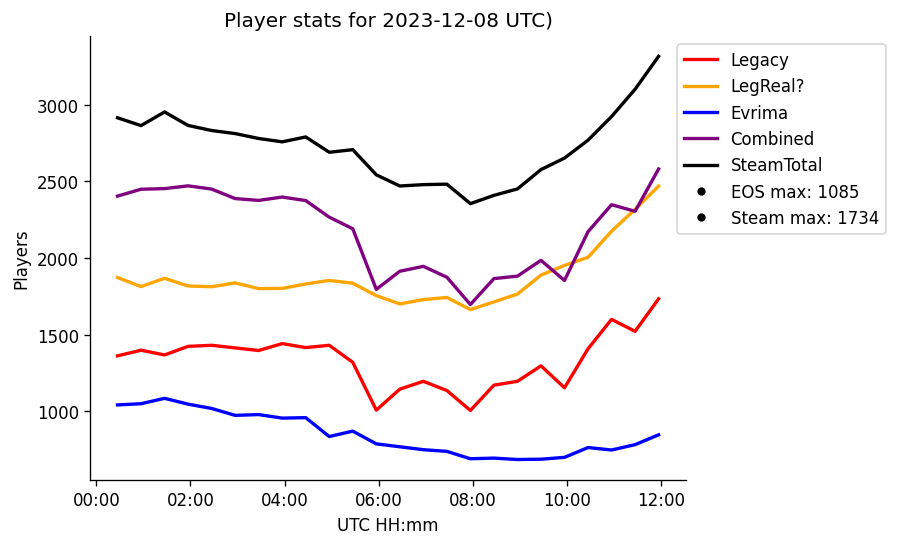 Player stats for 2023-12-08 UTC)
Players
3000
2500
2000
1500
1000
00:00 02:00 04:00 06:00 08:00 10:00 12:00
UTC HH:mm
Legacy
LegReal?
Evrima
Combined
SteamTotal
EOS max: 1085
Steam max: 1734